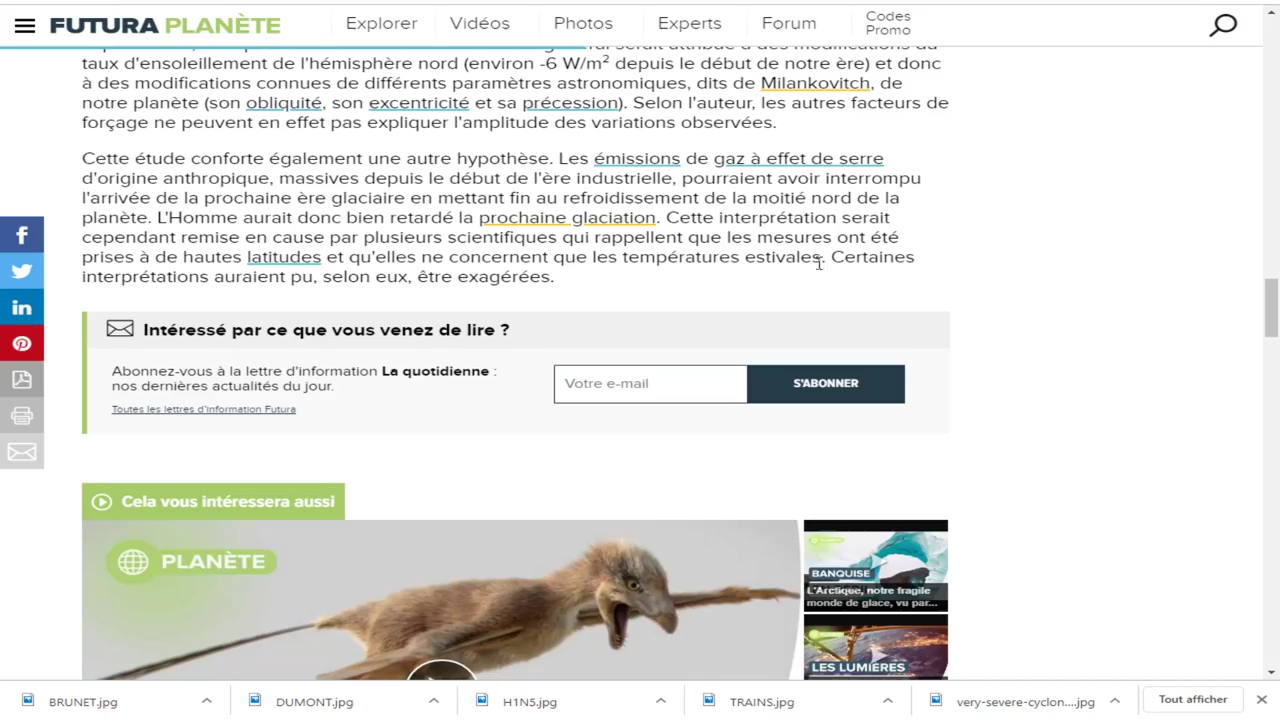 FUTURA PLANÈTE
Explorer
Vidéos
Photos
Experts
Forum
Codes
Promo
taux d'ensoleillement de l'hémisphère nord (environ -6 W/m² depuis le début de notre ère) et donc
à des modifications connues de différents paramètres astronomiques, dits de Milankovitch, de
notre planète (son obliquité, son excentricité et sa précession). Selon l'auteur, les autres facteurs de
forçage ne peuvent en effet pas expliquer l'amplitude des variations observées.
Cette étude conforte également une autre hypothèse. Les émissions de gaz à effet de serre
d'origine anthropique, massives depuis le début de l'ère industrielle, pourraient avoir interrompu
l'arrivée de la prochaine ère glaciaire en mettant fin au refroidissement de la moitié nord de la
planète. L'Homme aurait donc bien retardé la prochaine glaciation. Cette interprétation serait
cependant remise en cause par plusieurs scientifiques qui rappellent que les mesures ont été
prises à de hautes latitudes et qu'elles ne concernent que les températures estivales. Certaines
interprétations auraient pu, selon eux, être exagérées.
Intéressé par ce que vous venez de lire ?
Abonnez-vous à la lettre d'information La quotidienne :
nos dernières actualités du jour.
Toutes les lettres d'information Futura
Votre e-mail
S'ABONNER
Cela vous intéressera aussi
PLANÈTE
BANQUISE
L'Arctique, notre fragile
monde de glace, vu par...
LES LUMIÈRES
BRUNET.jpg
DUMONT.jpg
H1N5.jpg
TRAINS.jpg
very-severe-cyclon....jpg
Tout afficher